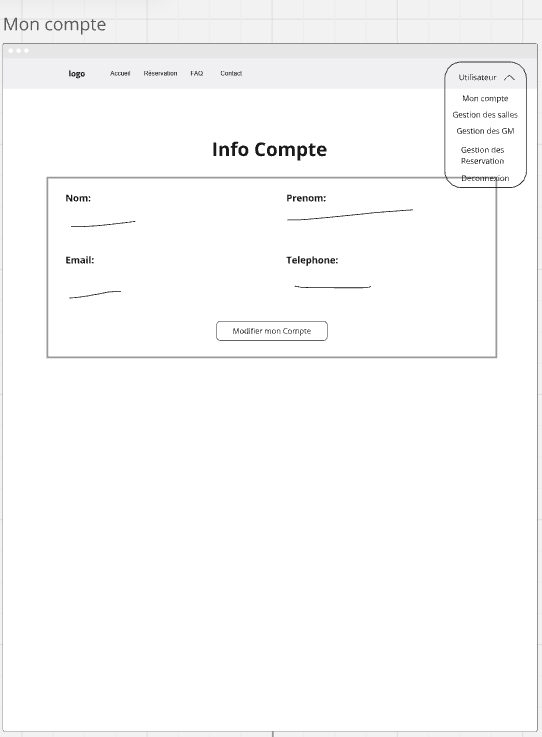 Mon compte
logo Accueil Réservation FAQ Contact
Utilisateur
Mon compte
Gestion des salles
Gestion des GM
Gestion des
Reservation
Deconnexion
Info Compte
Nom: Prenom:
Email: Telephone:
Modifier mon Compte